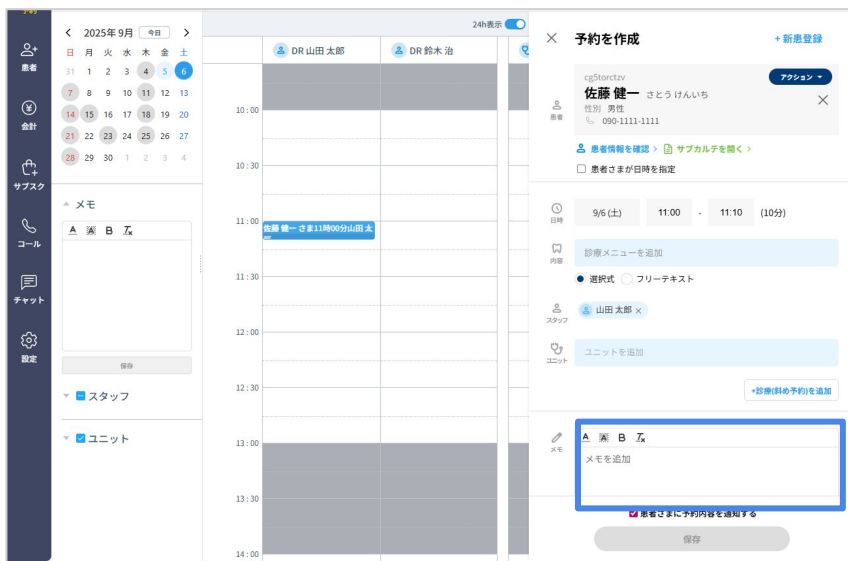 予約
患者
会計
サブスク
コール
チャット
設定
2025年 9月 今日
日 月 火 水 木 金 土
31 1 2 3 4 5 6
7 8 9 10 11 12 13
14 15 16 17 18 19 20
21 22 23 24 25 26 27
28 29 30 1 2 3 4
メモ
A A B Tx
保存
スタッフ
ユニット
24h表示
DR 山田 太郎
DR 鈴木 治
10:00
10:30
11:00
佐藤 健一 さま11時00分山田 太
11:30
12:00
12:30
13:00
13:30
14:00
予約を作成
+ 新患登録
cg5torctzv
アクション
患者
佐藤 健一 さとう けんいち
性別 男性
090-1111-1111
患者情報を確認 > サブカルテを開く >
患者さまが日時を指定
日時
9/6 (土) 11:00 - 11:10 (10分)
内容
診療メニューを追加
選択式 フリーテキスト
スタッフ
山田 太郎 ×
ユニット
ユニットを追加
+診療(斜め予約)を追加
メモ
A A B Tx
メモを追加
患者さまに予約内容を通知する
保存